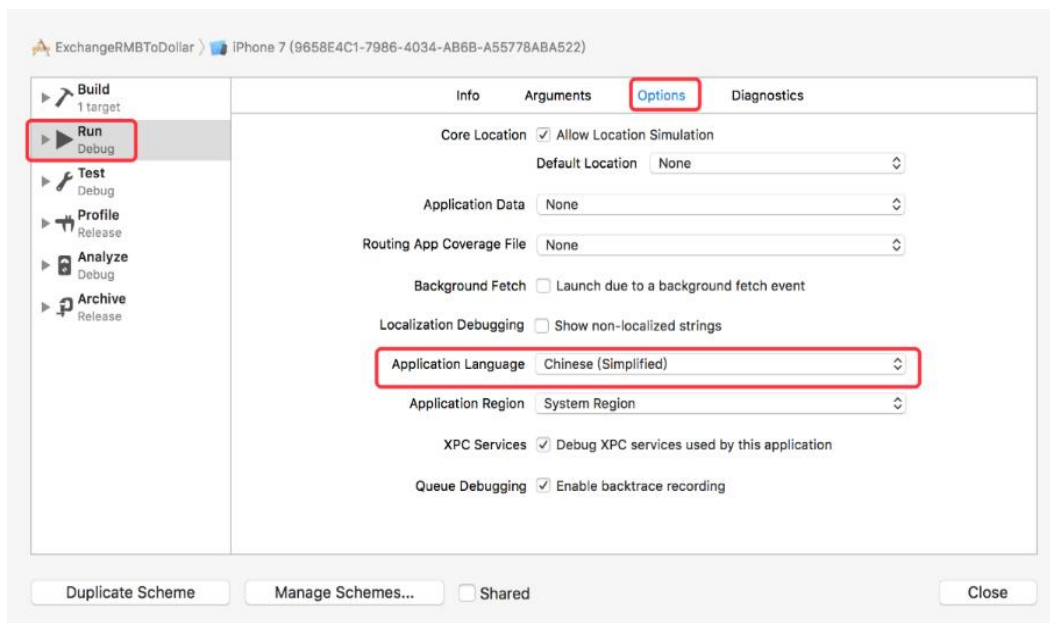 ExchangeRMBToDollar 〉 iPhone 7 (9658E4C1-7986-4034-AB6B-A55778ABA522)
Build
1 target
Run
Debug
Test
Debug
Profile
Release
Analyze
Debug
Archive
Release
Info Arguments Options Diagnostics
Core Location Allow Location Simulation
Default Location None
Application Data None
Routing App Coverage File None
Background Fetch Launch due to a background fetch event
Localization Debugging Show non-localized strings
Application Language Chinese (Simplified)
Application Region System Region
XPC Services Debug XPC services used by this application
Queue Debugging Enable backtrace recording
Duplicate Scheme Manage Schemes... Shared Close